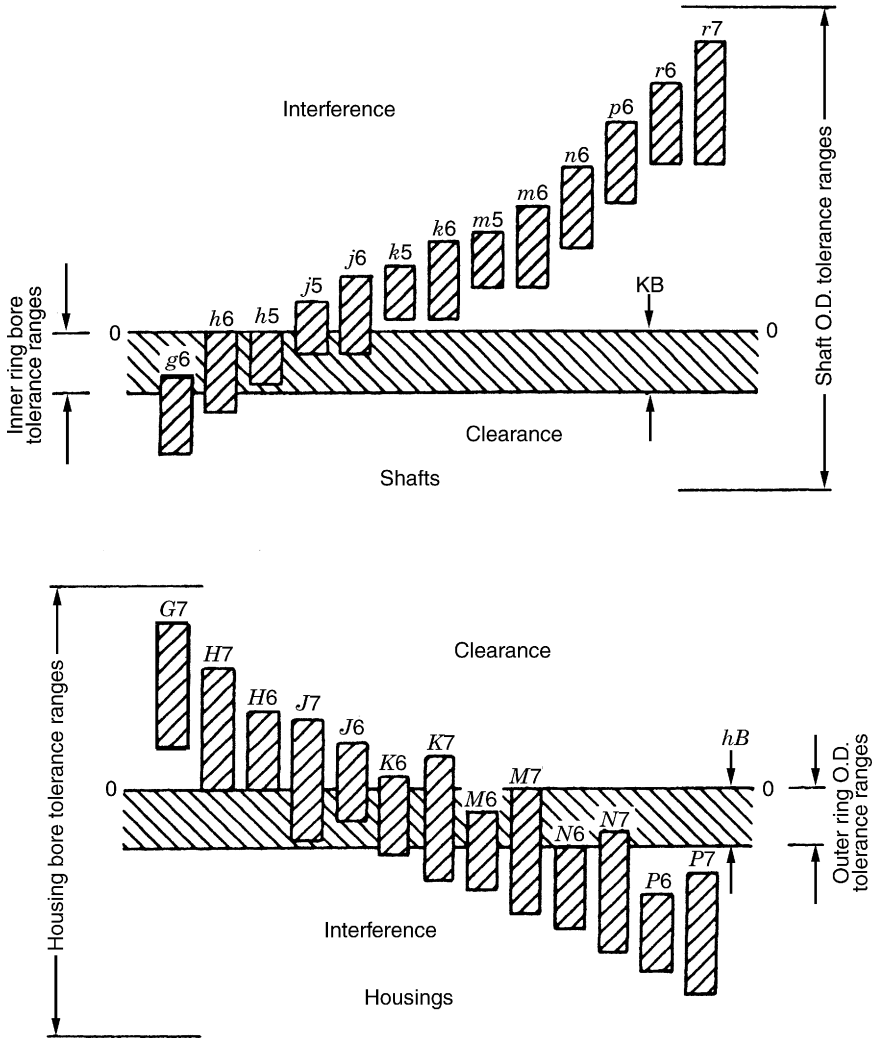 r7
r6
Interference
p6
n6
m6
m5
k6
k5
j6
j5
KB
h5
h6
0
0
g6
Inner ring bore
tolerance ranges
Shaft O.D. tolerance ranges
Clearance
Shafts
G7
Clearance
H7
H6
J7
J6
K7
hB
K6
M7
0
0
M6
N7
N6
P7
P6
Housing bore tolerance ranges
Outer ring O.D.
tolerance ranges
Interference
Housings